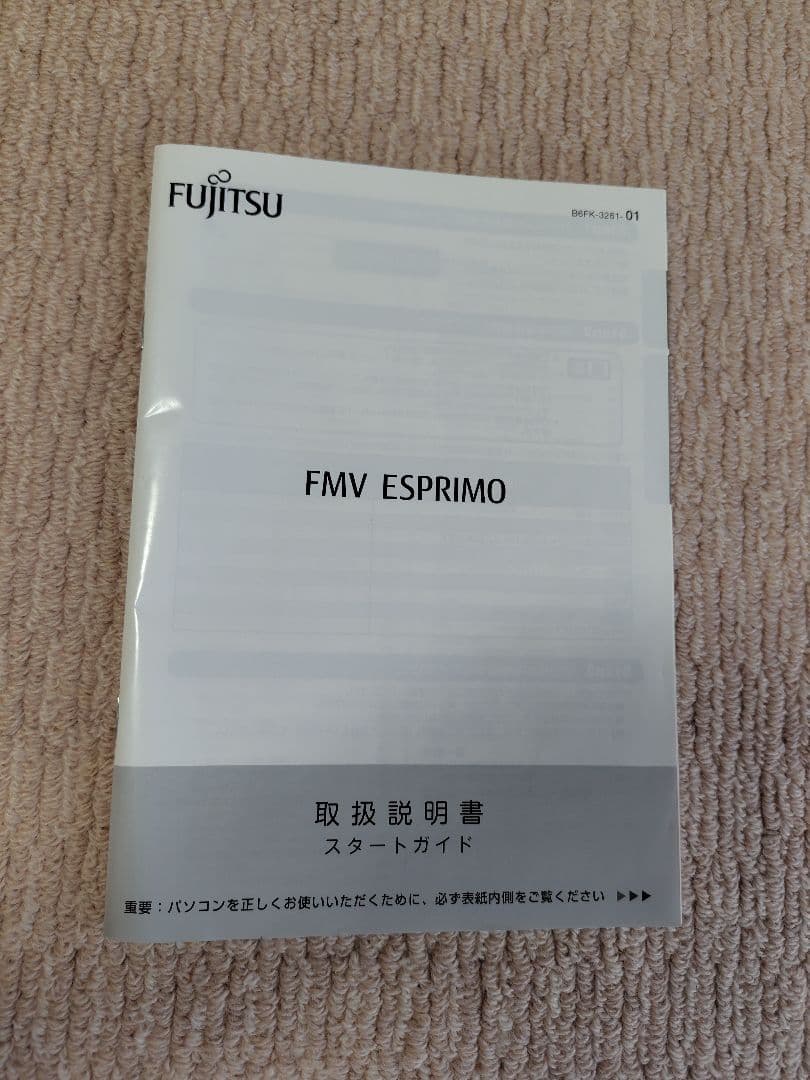 FUJITSU
B6FK-3261-01
FMV ESPRIMO
取扱説明書
スタートガイド
重要：パソコンを正しくお使いいただくために、必ず表紙内側をご覧ください ▶▶▶